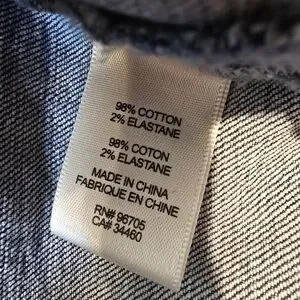 98% COTTON
2% ELASTANE
98% COTON
2% ELASTANE
MADE IN CHINA
FABRIQUE EN CHINE
RN# 96705
CA# 34460